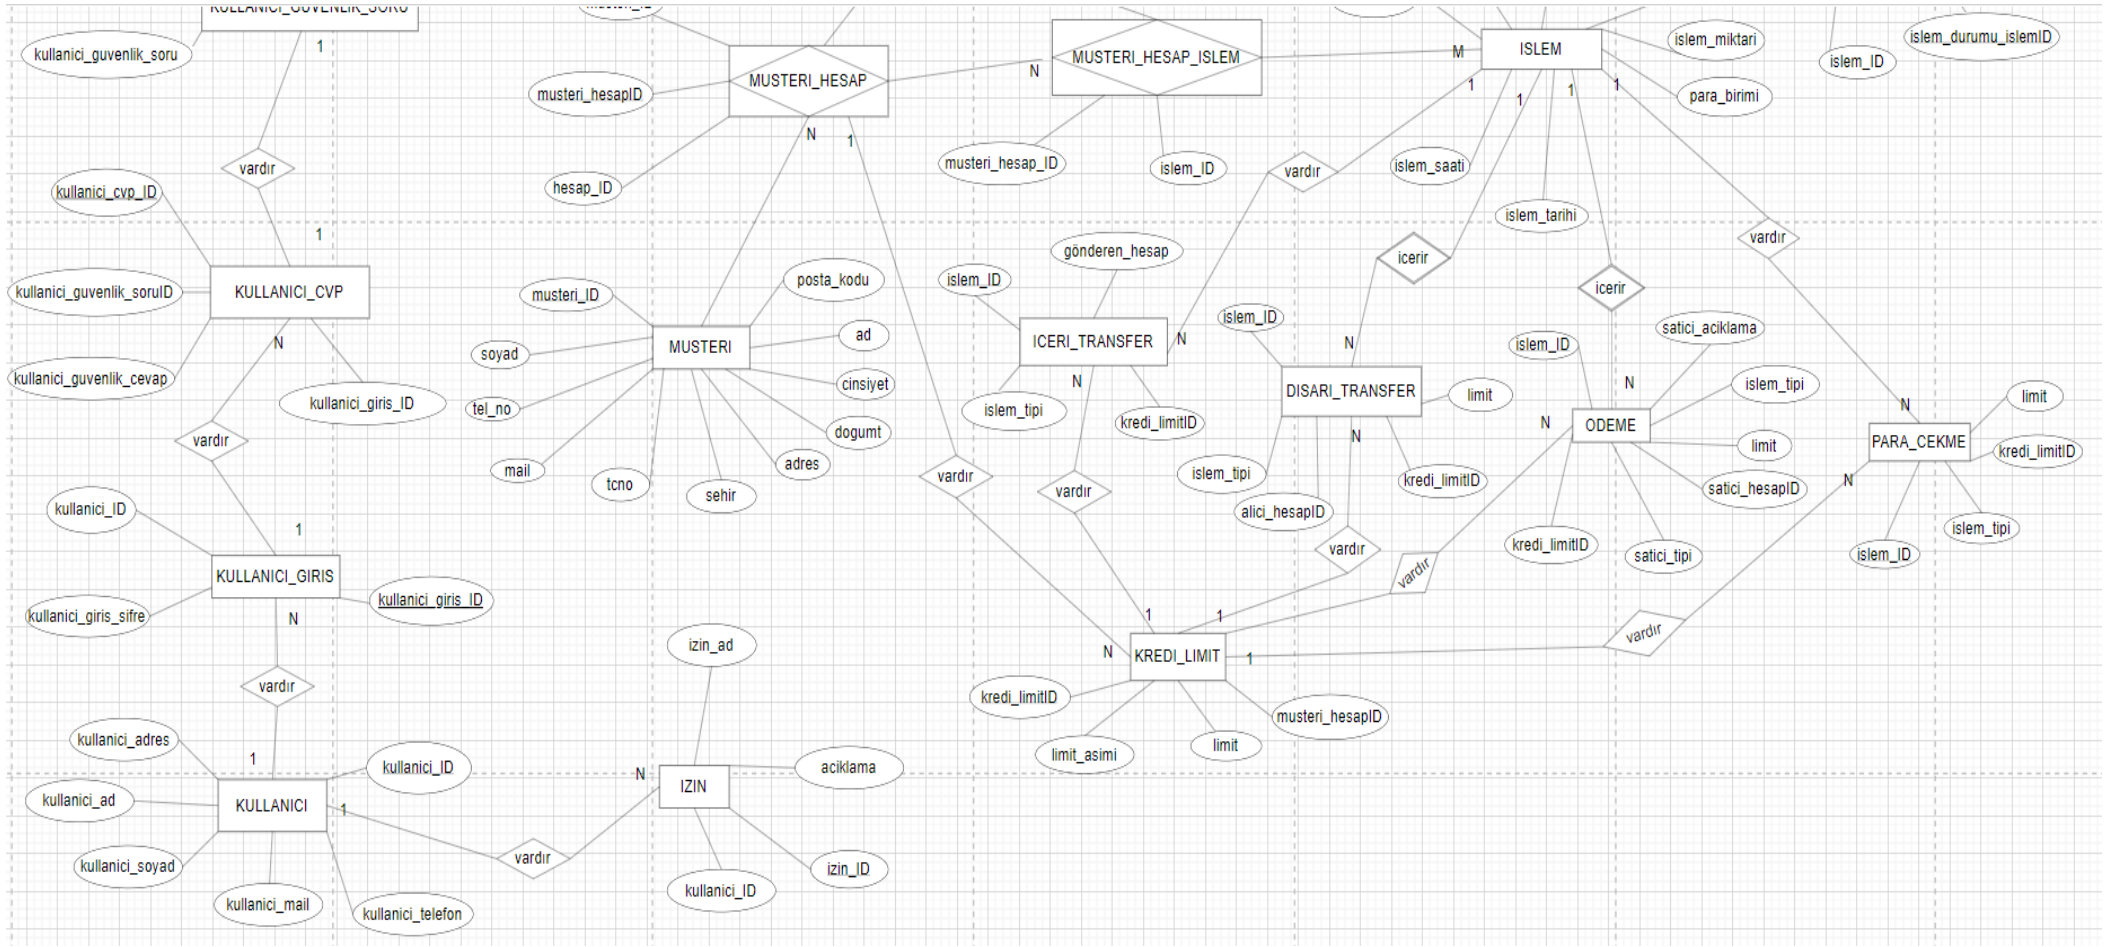 KULLANICI_GUVENLIK_SORU
musteri_ID
kullanici_guvenlik_soru
1
MUSTERI_HESAP
musteri_hesapID
N
MUSTERI_HESAP_ISLEM
M
ISLEM
islem_miktari
para_birimi
islem_ID
islem_durumu_islemID
1
1
1
1
N
1
vardır
kullanici_cvp_ID
hesap_ID
musteri_hesap_ID
islem_ID
vardır
islem_saati
islem_tarihi
vardır
1
KULLANICI_CVP
kullanici_guvenlik_soruID
kullanici_guvenlik_cevap
N
kullanici_giris_ID
musteri_ID
posta_kodu
soyad
MUSTERI
ad
cinsiyet
tel_no
dogumt
mail
tcno
sehir
adres
gönderen_hesap
islem_ID
ICERI_TRANSFER
N
N
islem_tipi
kredi_limitID
icerir
icerir
islem_ID
N
DISARI_TRANSFER
limit
N
islem_tipi
alici_hesapID
kredi_limitID
islem_ID
satici_aciklama
N
islem_tipi
N
ODEME
limit
satici_hesapID
kredi_limitID
satici_tipi
N
limit
PARA_CEKME
kredi_limitID
N
islem_ID
islem_tipi
vardır
vardır
vardır
vardır
vardır
vardır
kullanici_ID
1
KULLANICI_GIRIS
kullanici_giris_ID
kullanici_giris_sifre
N
vardır
izin_ad
1
1
N
KREDI_LIMIT
1
kredi_limitID
musteri_hesapID
limit_asimi
limit
kullanici_adres
1
kullanici_ID
kullanici_ad
KULLANICI
1
kullanici_soyad
kullanici_mail
kullanici_telefon
vardır
N
IZIN
aciklama
kullanici_ID
izin_ID